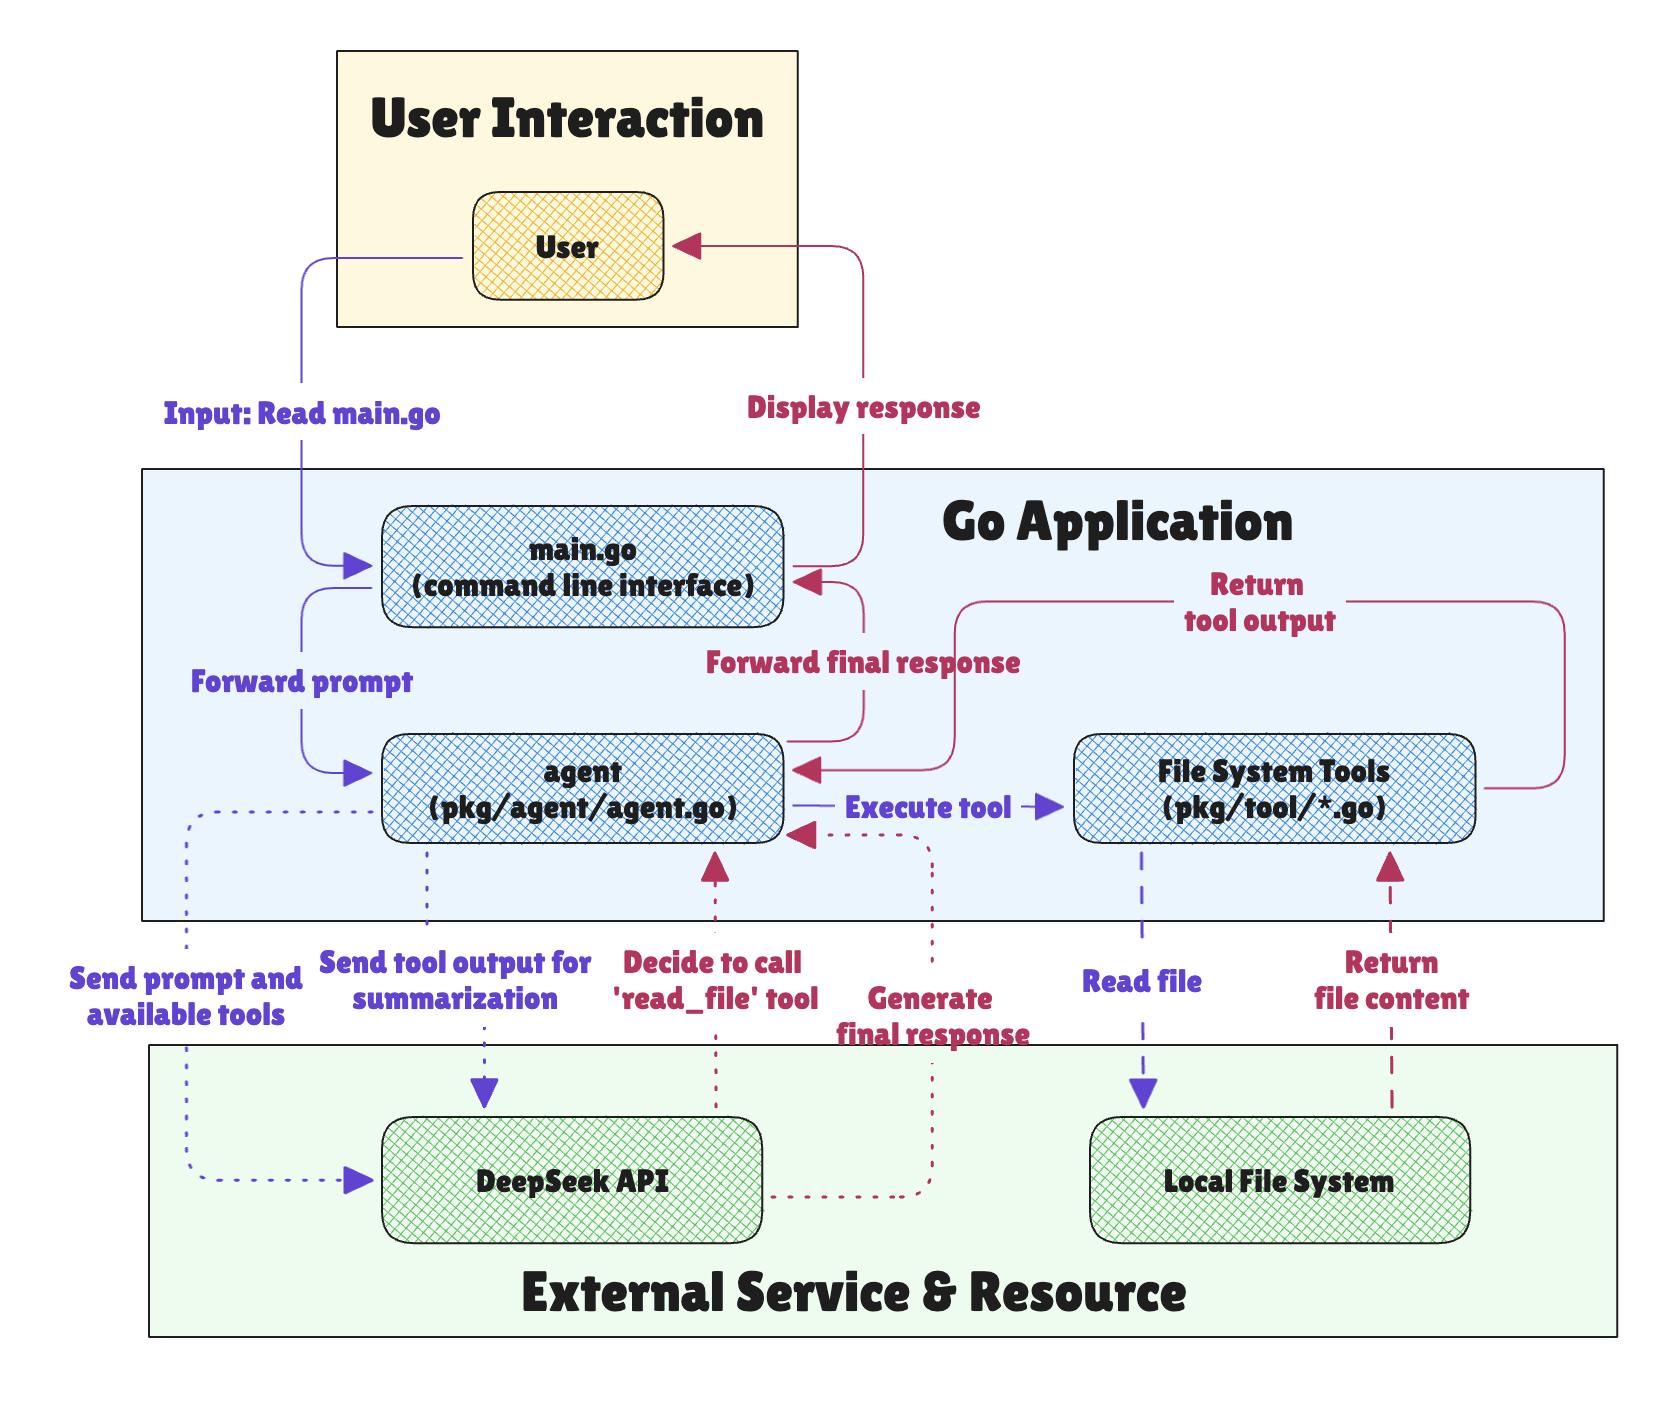 User Interaction
User
Input: Read main.go
Display response
Go Application
main.go
(command line interface)
Return
tool output
Forward prompt
Forward final response
agent
(pkg/agent/agent.go)
Execute tool
File System Tools
(pkg/tool/*.go)
Send prompt and
available tools
Send tool output for
summarization
Decide to call
'read_file' tool
Generate
final response
Read file
Return
file content
DeepSeek API
Local File System
External Service & Resource